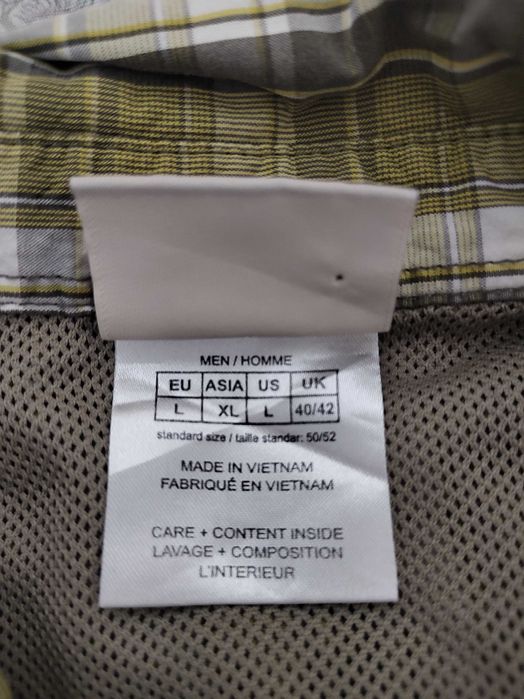 MEN / HOMME
EU ASIA US UK
L XL L 40/42
standard size / taille standar: 50/52
MADE IN VIETNAM
FABRIQUÉ EN VIETNAM
CARE + CONTENT INSIDE
LAVAGE + COMPOSITION
L'INTERIEUR